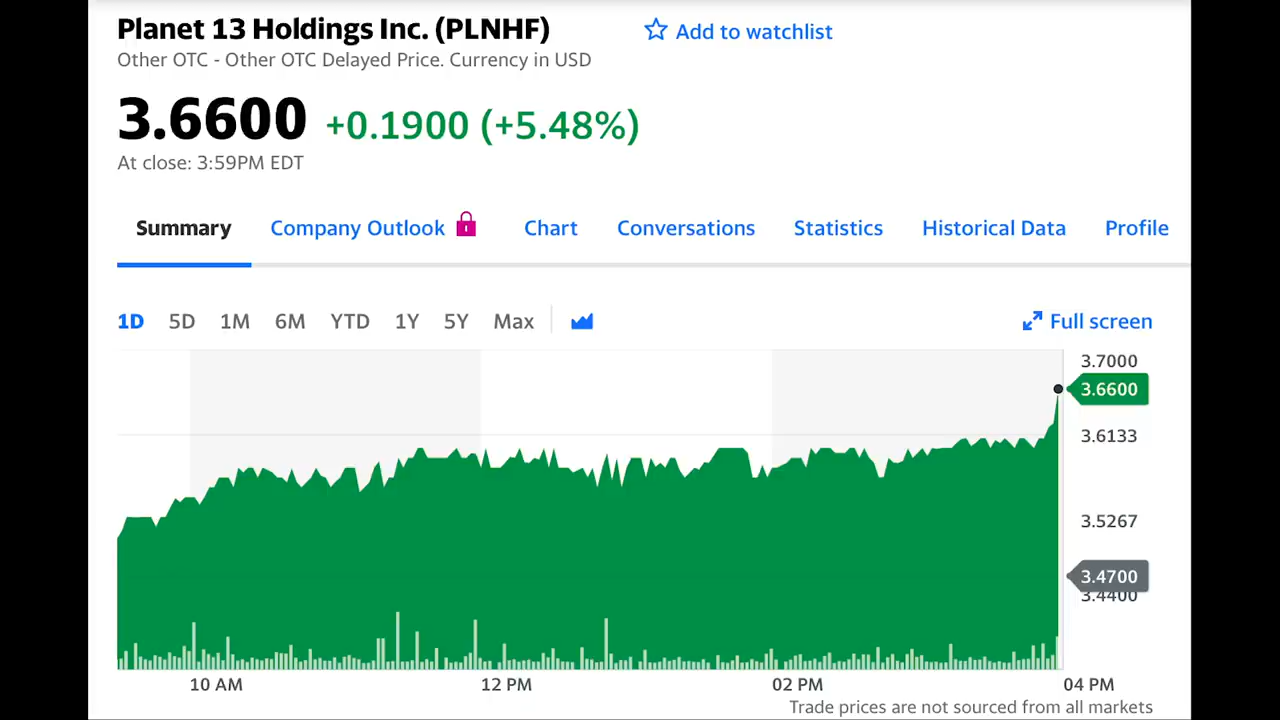 Planet 13 Holdings Inc. (PLNHF)
Add to watchlist
Other OTC - Other OTC Delayed Price. Currency in USD
3.6600 +0.1900 (+5.48%)
At close: 3:59PM EDT
Summary Company Outlook Chart Conversations Statistics Historical Data Profile
1D 5D 1M 6M YTD 1Y 5Y Max Full screen
3.7000
3.6600
3.6133
3.5267
3.4700
3.4400
10 AM 12 PM 02 PM 04 PM
Trade prices are not sourced from all markets